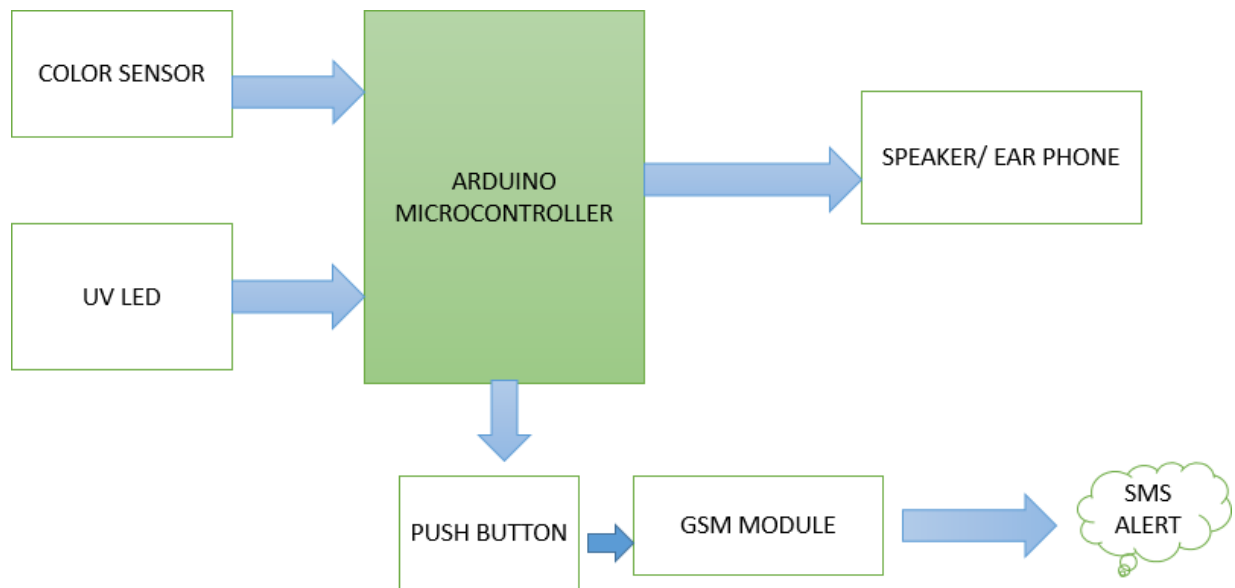 COLOR SENSOR
ARDUINO
MICROCONTROLLER
SPEAKER/ EAR PHONE
UV LED
PUSH BUTTON
GSM MODULE
SMS
ALERT